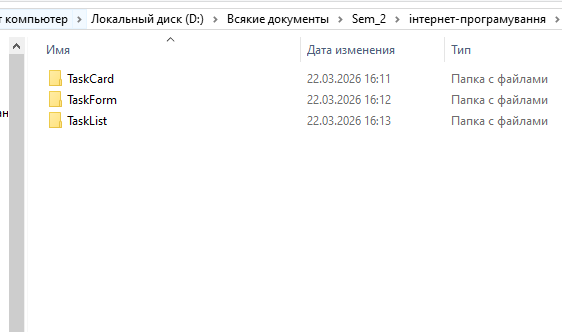 т компьютер > Локальный диск (D:) > Всякие документы > Sem_2 > інтернет-програмування >
Имя Дата изменения Тип
TaskCard 22.03.2026 16:11 Папка с файлами
TaskForm 22.03.2026 16:12 Папка с файлами
ан
TaskList 22.03.2026 16:13 Папка с файлами